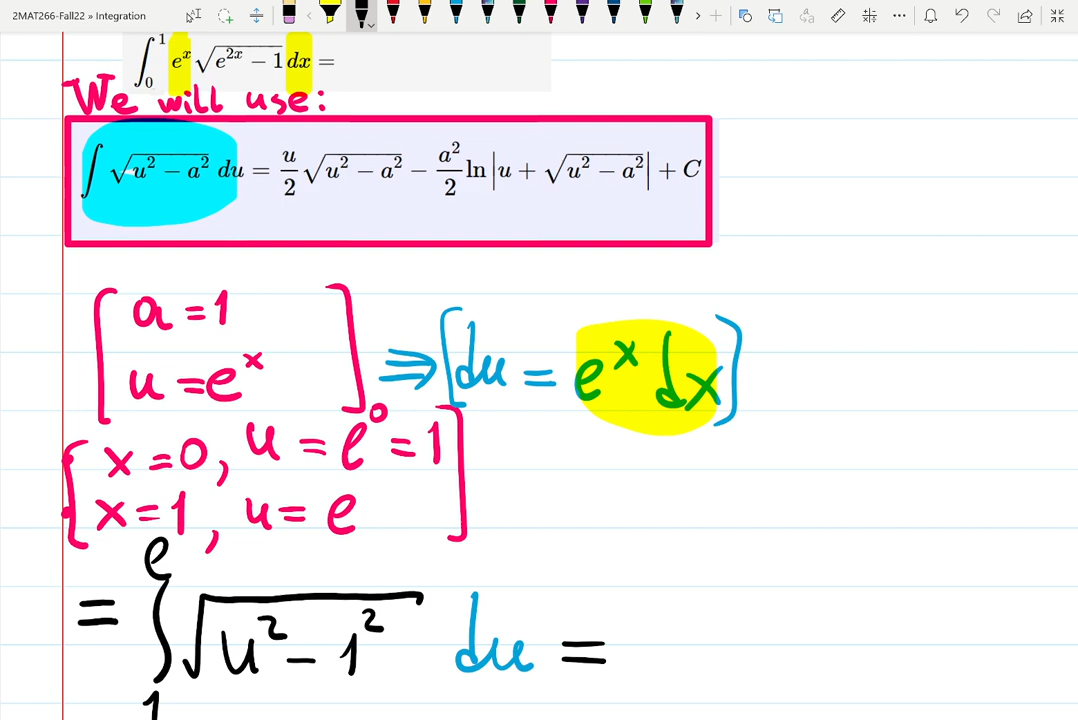 2MAT266-Fall22 » Integration
∫₀¹ eˣ √(e²ˣ − 1) dx =
We will use:
∫ √(u² − a²) du = u/2 √(u² − a²) − a²/2 ln |u + √(u² − a²)| + C
[ a = 1
u = eˣ ] ⇒ [ du = eˣ dx ]
[ x = 0, u = e⁰ = 1
x = 1, u = e ]
= ∫₁ᵉ √(u² − 1²) du =